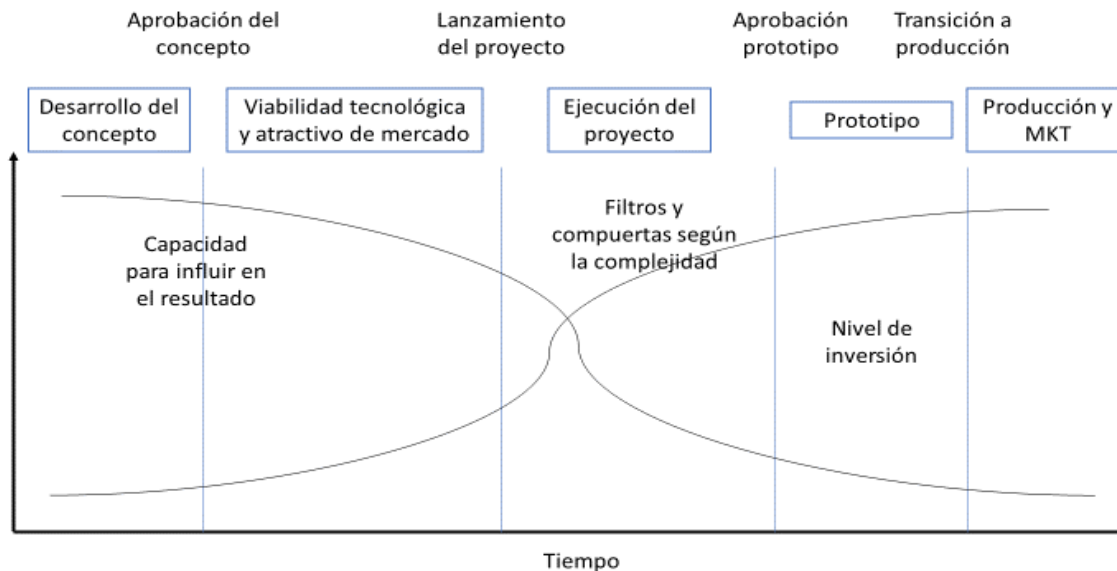 Aprobación del
concepto
Lanzamiento
del proyecto
Aprobación
prototipo
Transición a
producción
Desarrollo del
concepto
Viabilidad tecnológica
y atractivo de mercado
Ejecución del
proyecto
Prototipo
Producción y
MKT
Capacidad
para influir en
el resultado
Filtros y
compuertas según
la complejidad
Nivel de
inversión
Tiempo